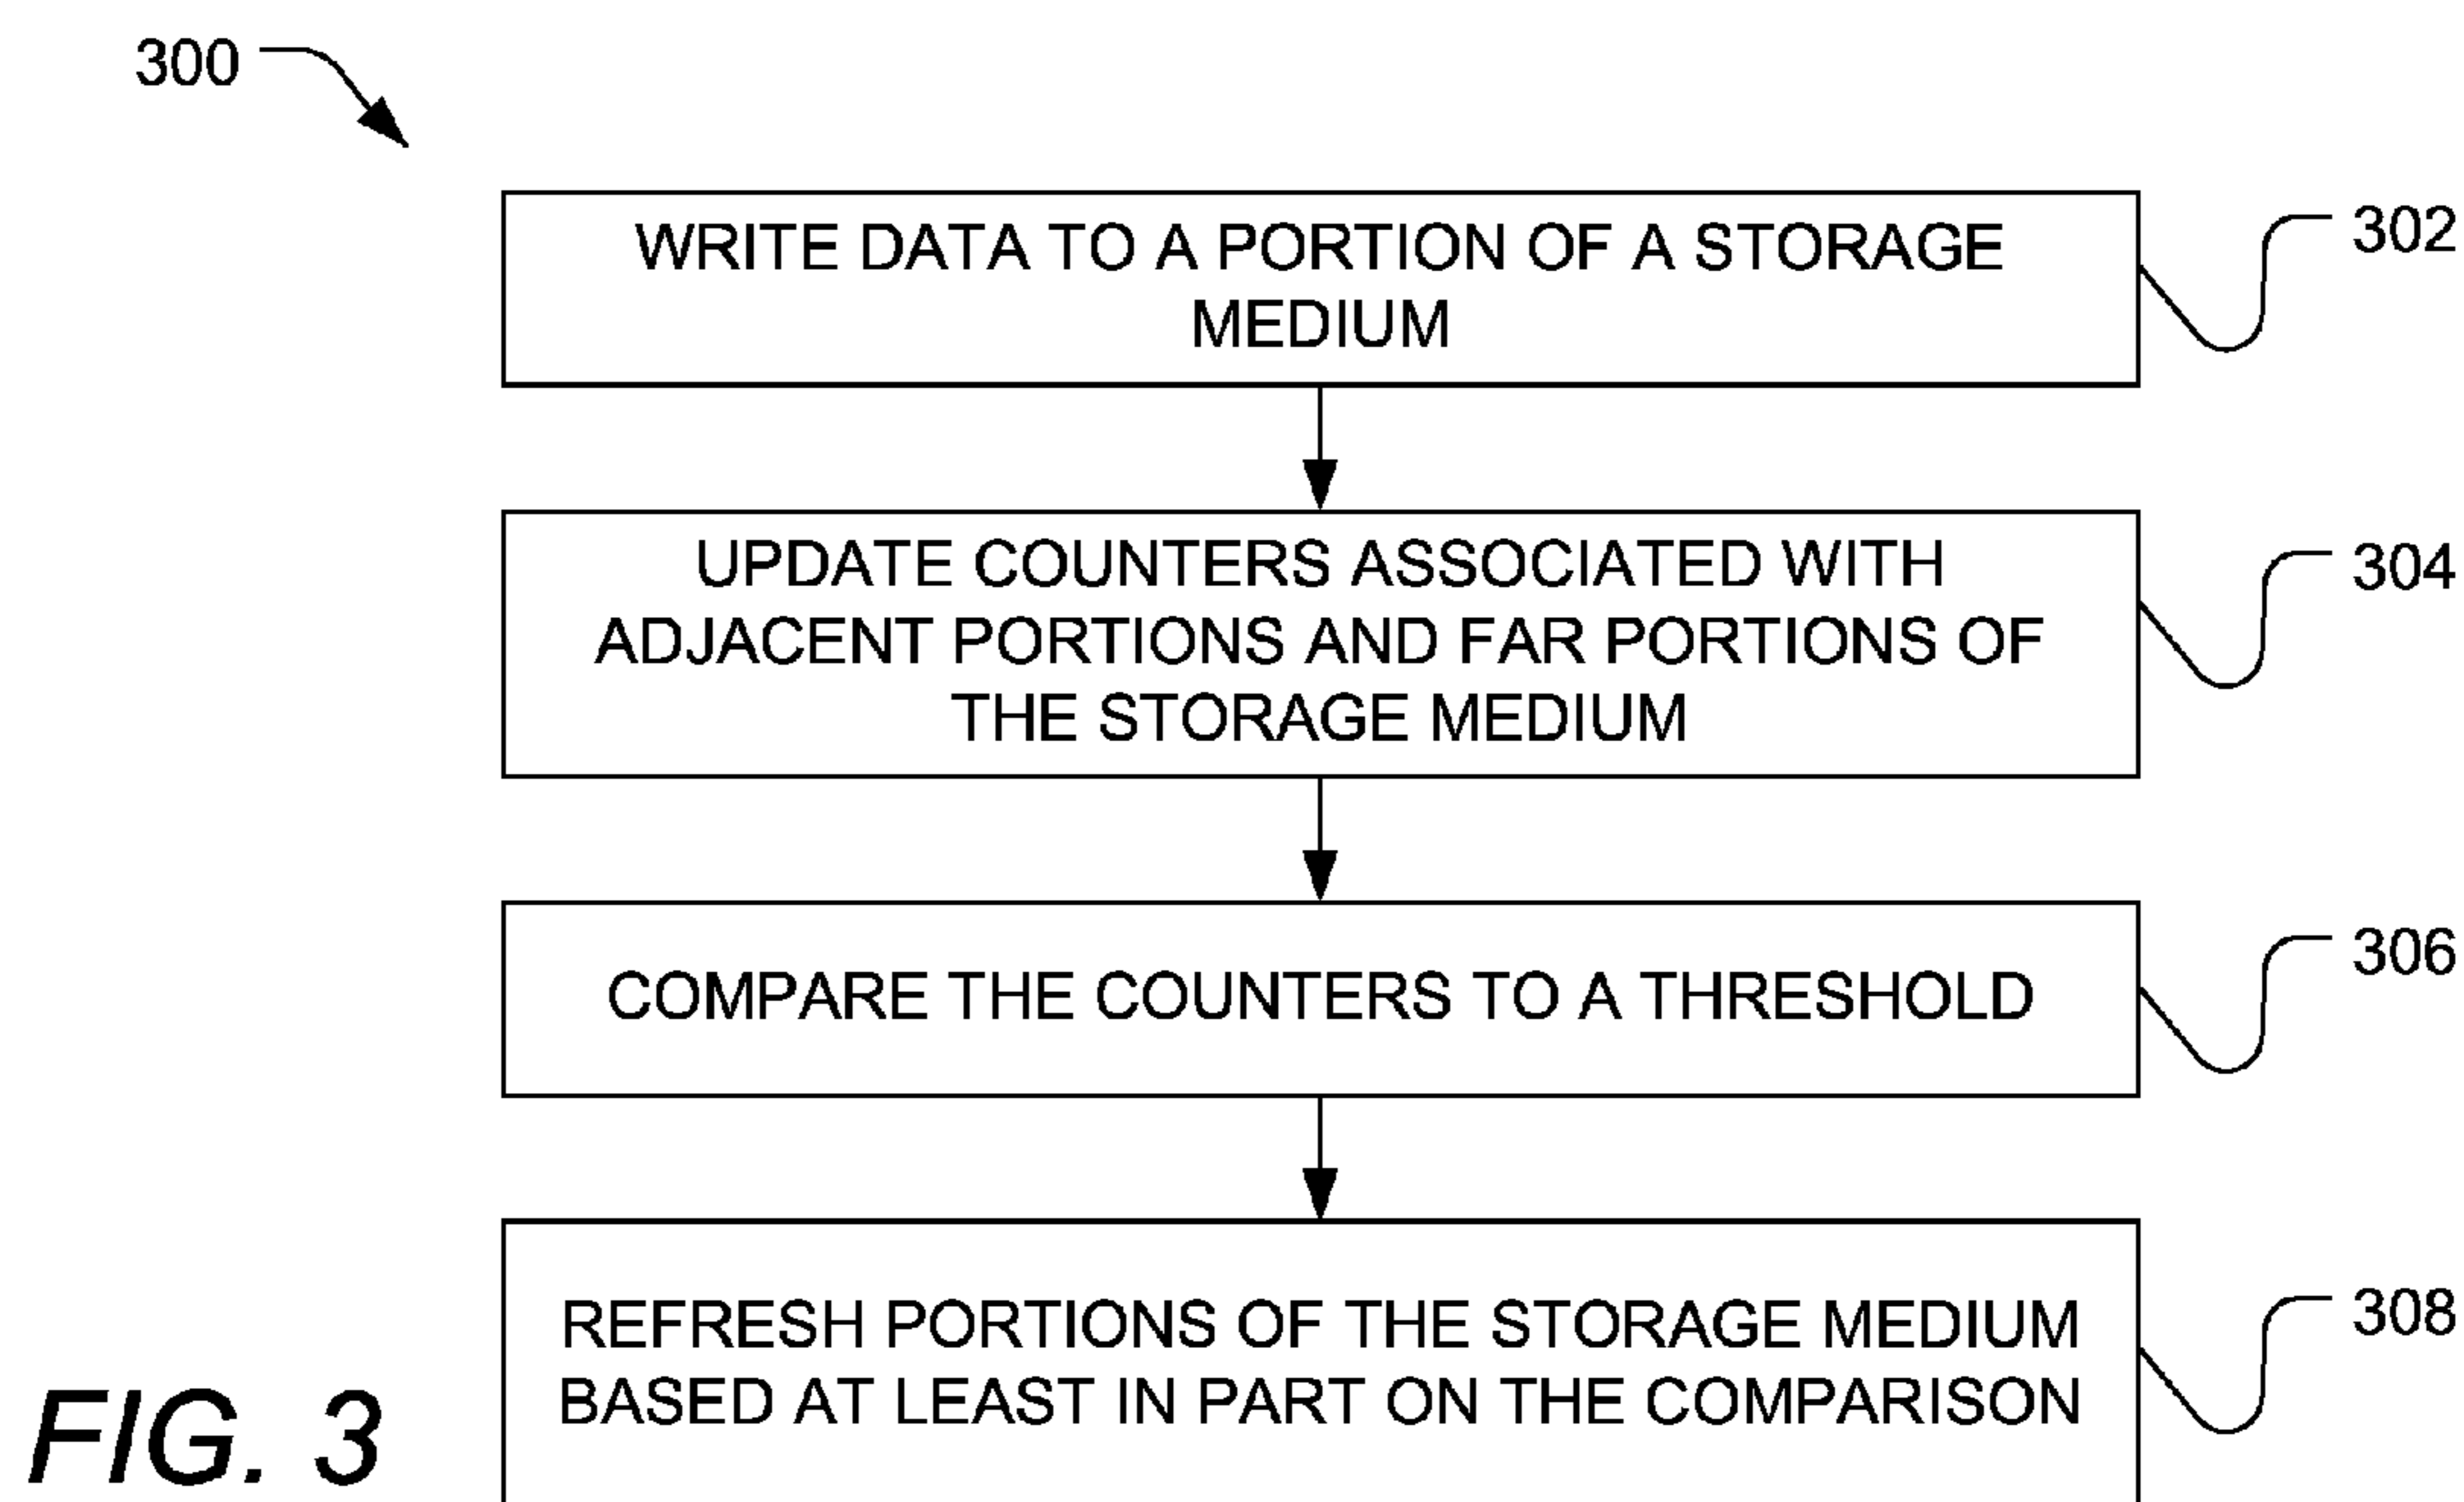 300
WRITE DATA TO A PORTION OF A STORAGE
MEDIUM
302
UPDATE COUNTERS ASSOCIATED WITH
ADJACENT PORTIONS AND FAR PORTIONS OF
THE STORAGE MEDIUM
304
COMPARE THE COUNTERS TO A THRESHOLD
306
REFRESH PORTIONS OF THE STORAGE MEDIUM
BASED AT LEAST IN PART ON THE COMPARISON
308
FIG. 3